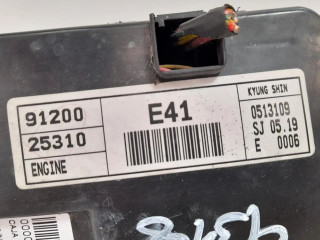 91200
25310
ENGINE
E41
KYUNG SHIN
0513109
SJ 05.19
E 0006